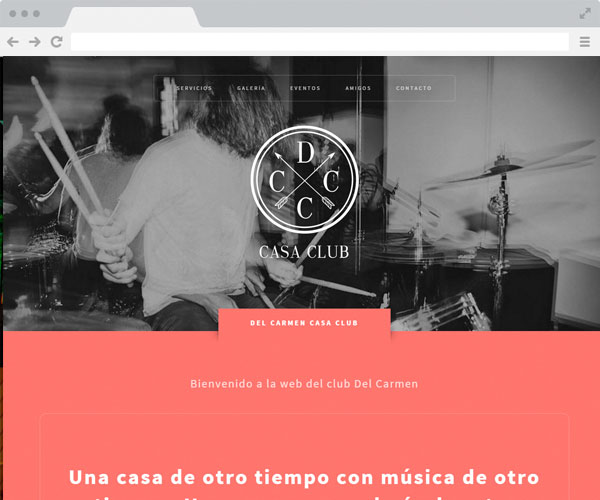 SERVICIOS GALERÍA EVENTOS AMIGOS CONTACTO
D
C C
C
CASA CLUB
DEL CARMEN CASA CLUB
Bienvenido a la web del club Del Carmen
Una casa de otro tiempo con música de otro